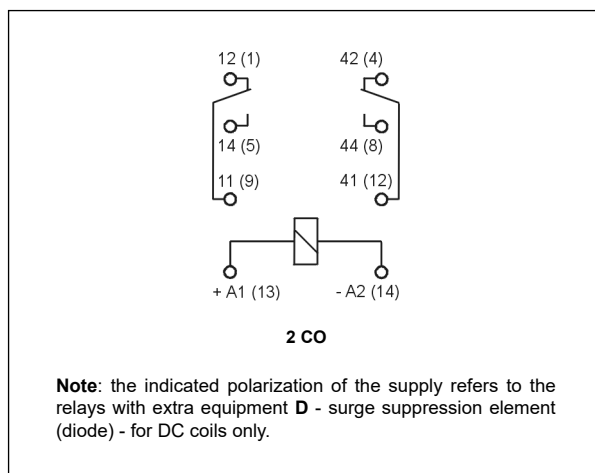 12 (1) 42 (4)
14 (5) 44 (8)
11 (9) 41 (12)
+ A1 (13) - A2 (14)
2 CO
Note: the indicated polarization of the supply refers to the
relays with extra equipment D - surge suppression element
(diode) - for DC coils only.